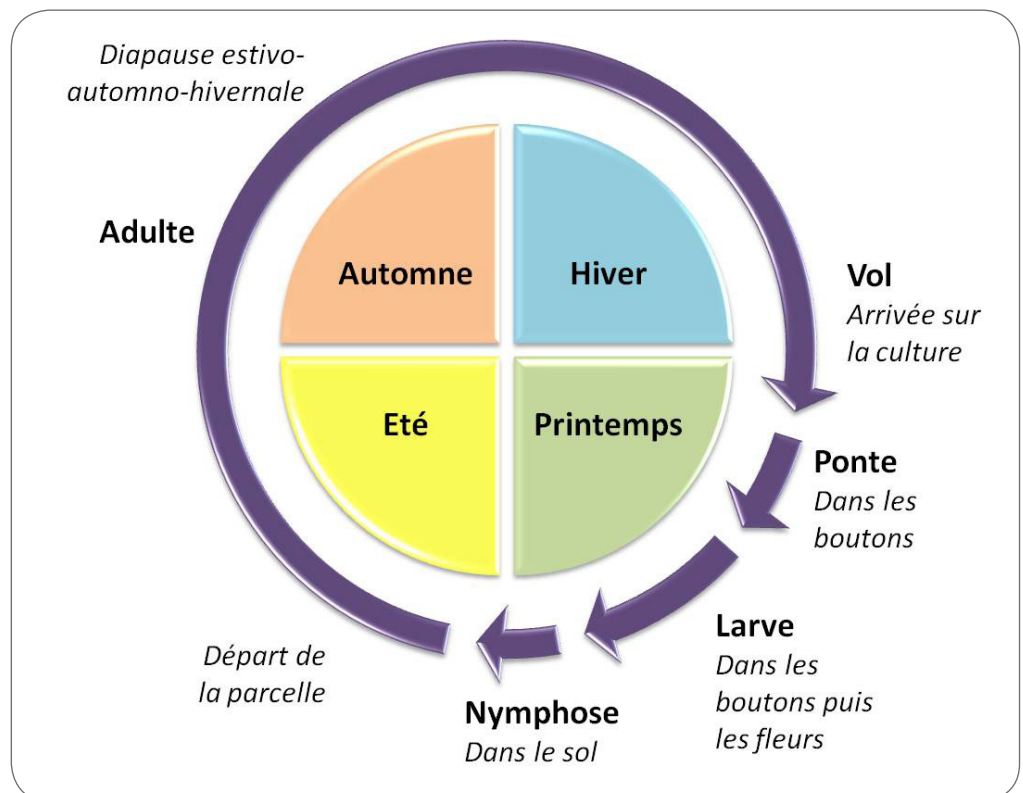 Diapause estivo-
automno-hivernale
Adulte
Automne
Hiver
Vol
Arrivée sur
la culture
Eté
Printemps
Ponte
Dans les
boutons
Larve
Dans les
boutons puis
les fleurs
Départ de
la parcelle
Nymphose
Dans le sol